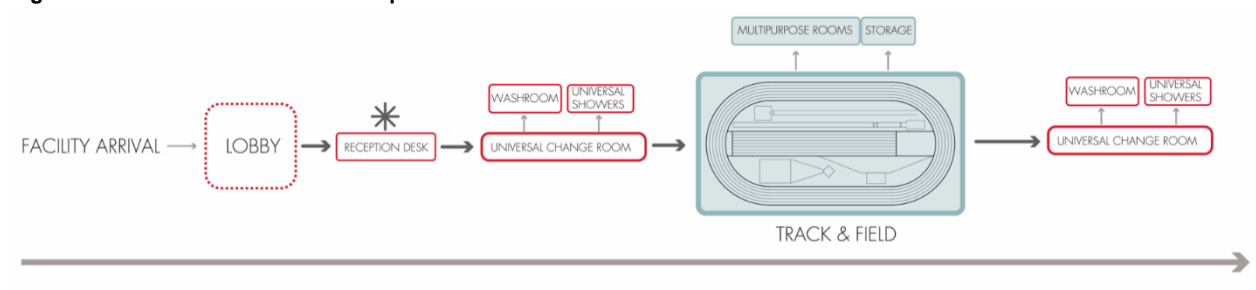 MULTIPURPOSE ROOMS
STORAGE
WASHROOM
UNIVERSAL
SHOWERS
WASHROOM
UNIVERSAL
SHOWERS
FACILITY ARRIVAL
LOBBY
RECEPTION DESK
UNIVERSAL CHANGE ROOM
UNIVERSAL CHANGE ROOM
TRACK & FIELD